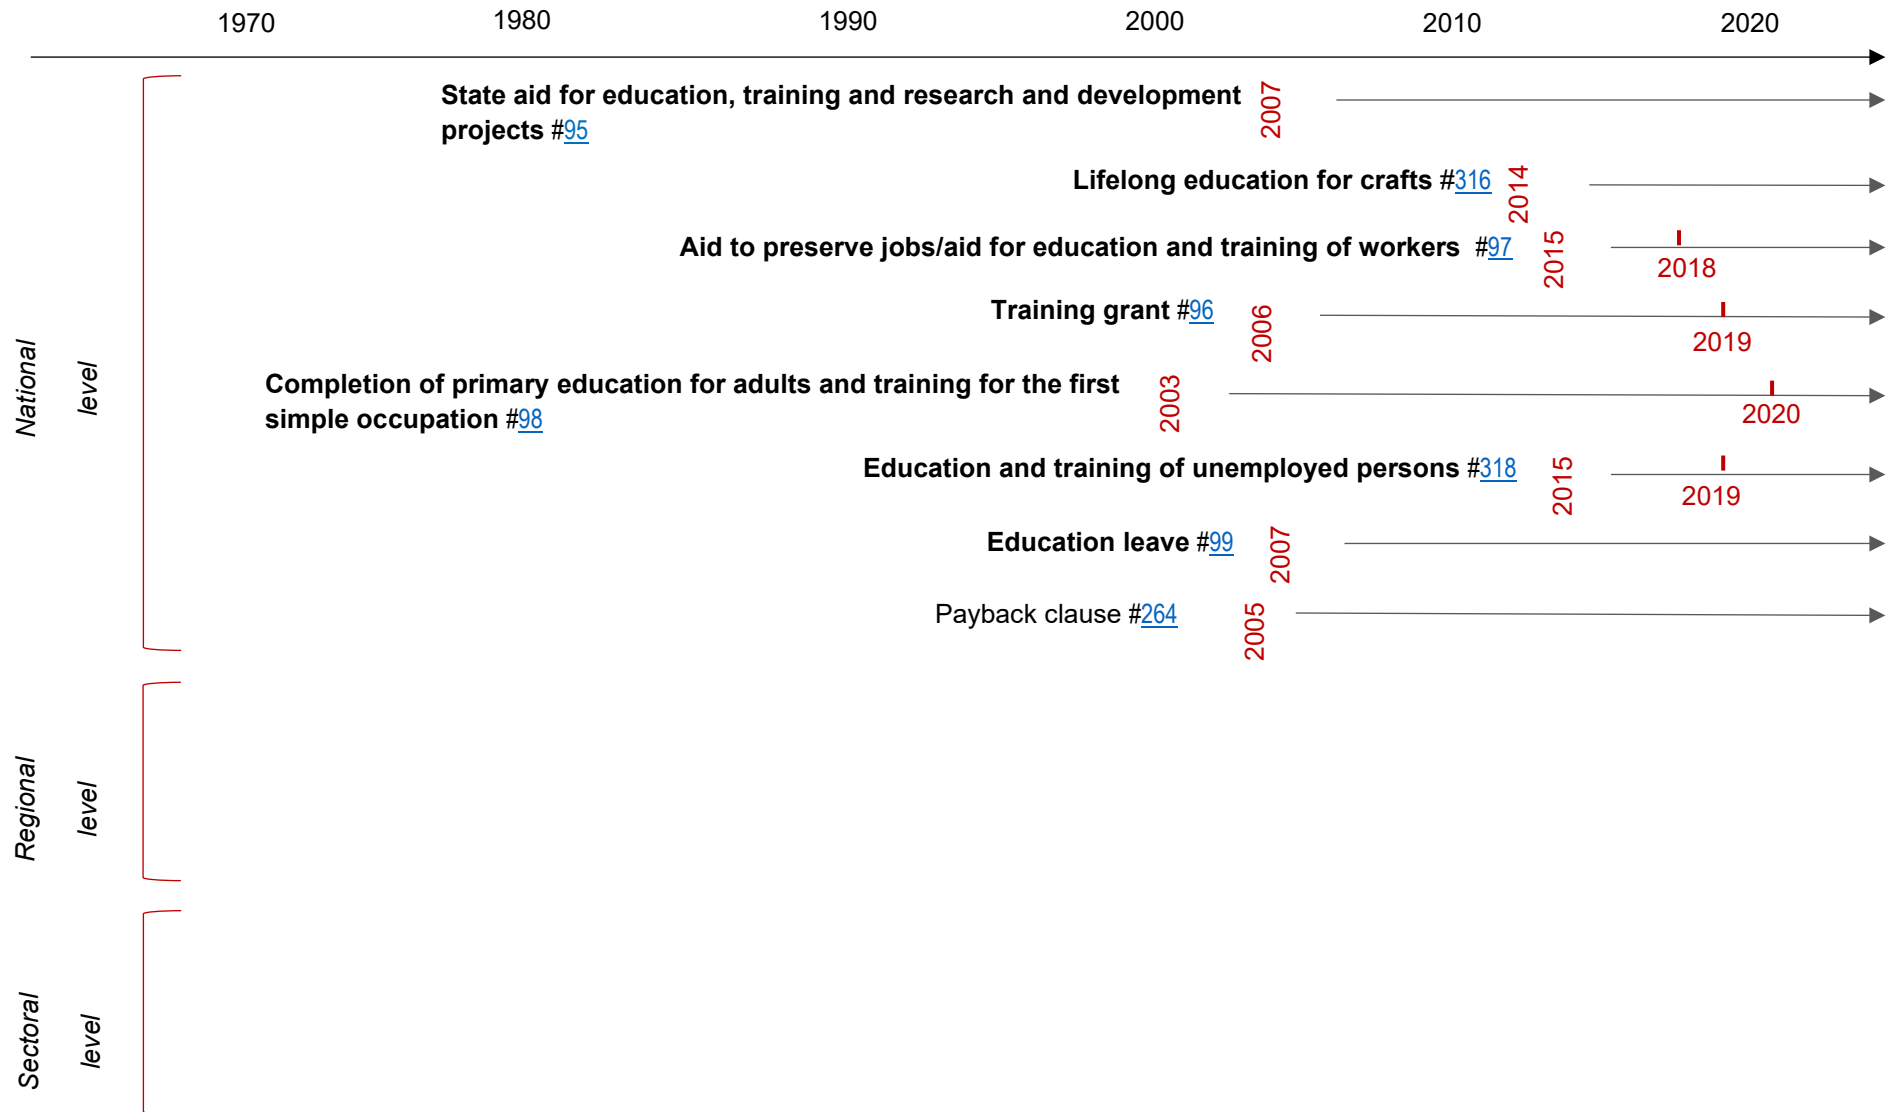 1970 1980 1990 2000 2010 2020
State aid for education, training and research and development
projects #95
2007
Lifelong education for crafts #316
2014
Aid to preserve jobs/aid for education and training of workers #97
2015
2018
Training grant #96
2006
2019
Completion of primary education for adults and training for the first
simple occupation #98
2003
2020
Education and training of unemployed persons #318
2015
2019
Education leave #99
2007
Payback clause #264
2005
National
level
Regional
level
Sectoral
level